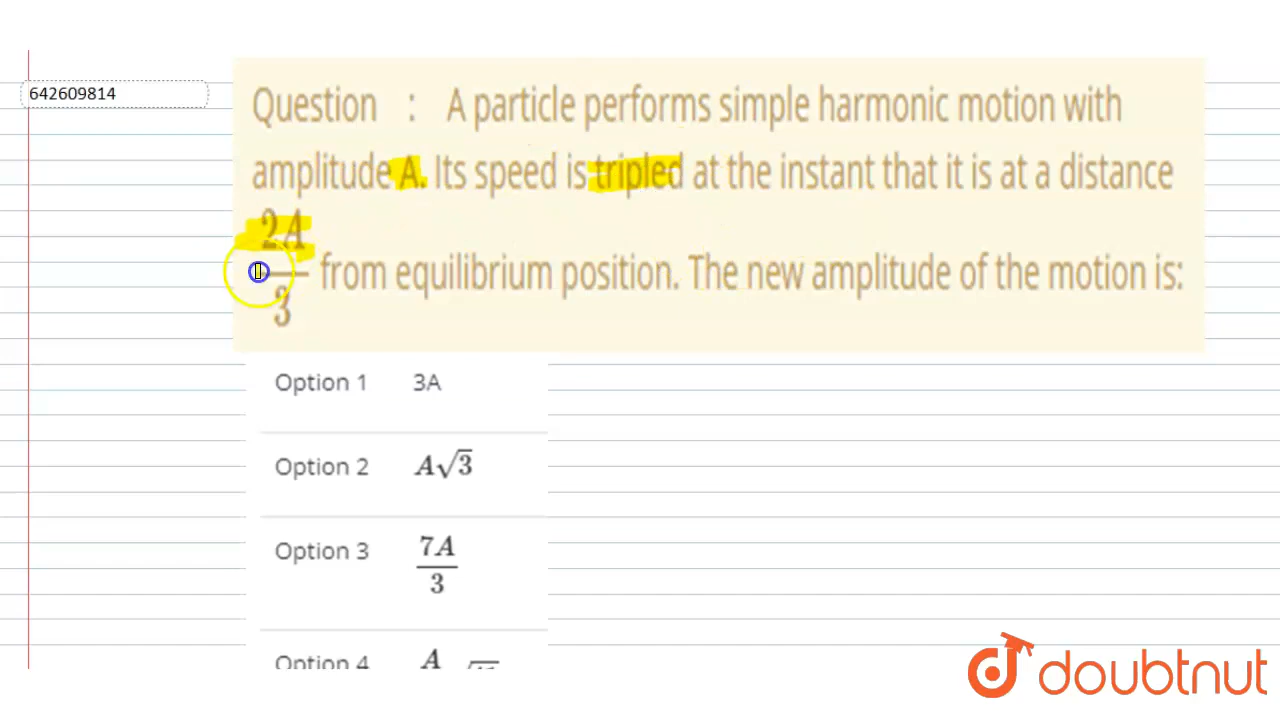 642609814
Question : A particle performs simple harmonic motion with
amplitude A. Its speed is tripled at the instant that it is at a distance
2A
3
from equilibrium position. The new amplitude of the motion is:
Option 1 3A
Option 2 A√3
Option 3 7A
3
Option 4 A
doubtnut